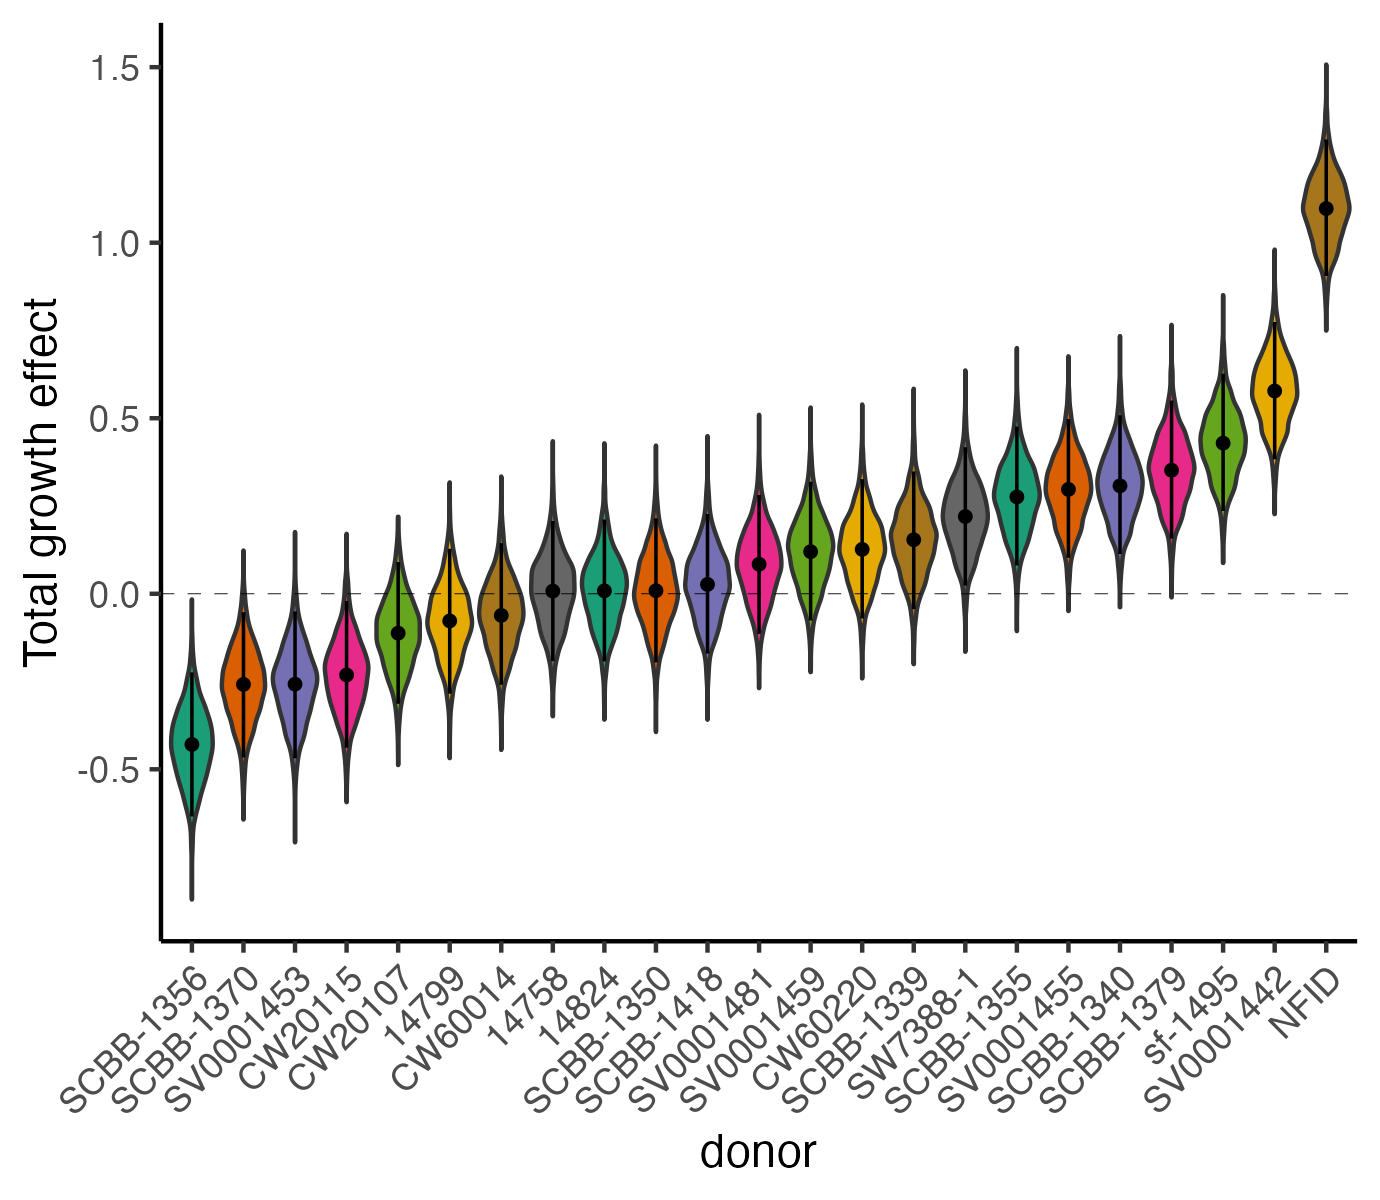 1.5
1.0
0.5
0.0
-0.5
Total growth effect
SCBB-1356
SCBB-1370
SV0001453
CW20115
CW20107
14799
CW60014
14758
14824
SCBB-1350
SCBB-1418
SV0001481
SV0001459
CW60220
SCBB-1339
SW7388-1
SCBB-1355
SV0001455
SCBB-1340
SCBB-1379
sf-1495
SV0001442
NFID
donor